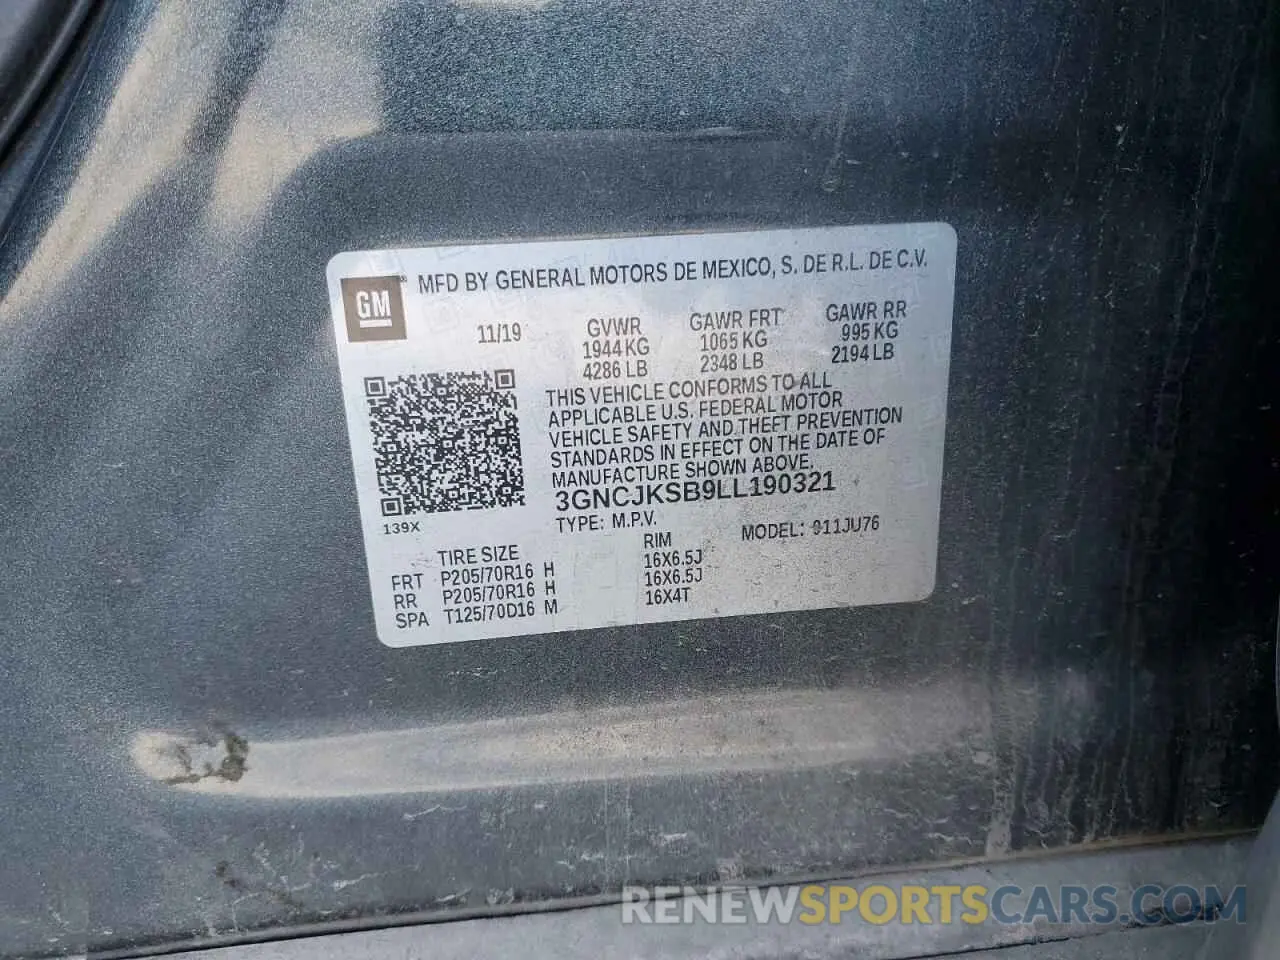 GM
MFD BY GENERAL MOTORS DE MEXICO, S. DE R.L. DE C.V.
11/19 GVWR GAWR FRT GAWR RR
1944 KG 1065 KG 995 KG
4286 LB 2348 LB 2194 LB
THIS VEHICLE CONFORMS TO ALL
APPLICABLE U.S. FEDERAL MOTOR
VEHICLE SAFETY AND THEFT PREVENTION
STANDARDS IN EFFECT ON THE DATE OF
MANUFACTURE SHOWN ABOVE.
3GNCJKSB9LL190321
139X
TYPE: M.P.V. MODEL: 911JU76
TIRE SIZE RIM
FRT P205/70R16 H 16X6.5J
RR P205/70R16 H 16X6.5J
SPA T125/70D16 M 16X4T
RENEWSPORTSCARS.COM